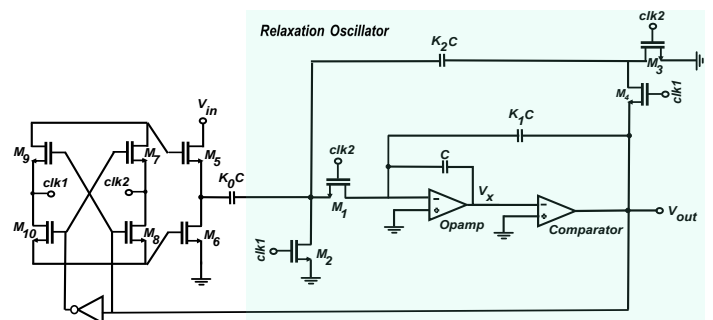 Relaxation Oscillator
clk2
K2C
M3
M4
clk1
Vin
K1C
M9
M7
M5
clk2
C
clk1
clk2
K0C
Vx
M1
Vout
M10
M8
M6
clk1
M2
Opamp
Comparator